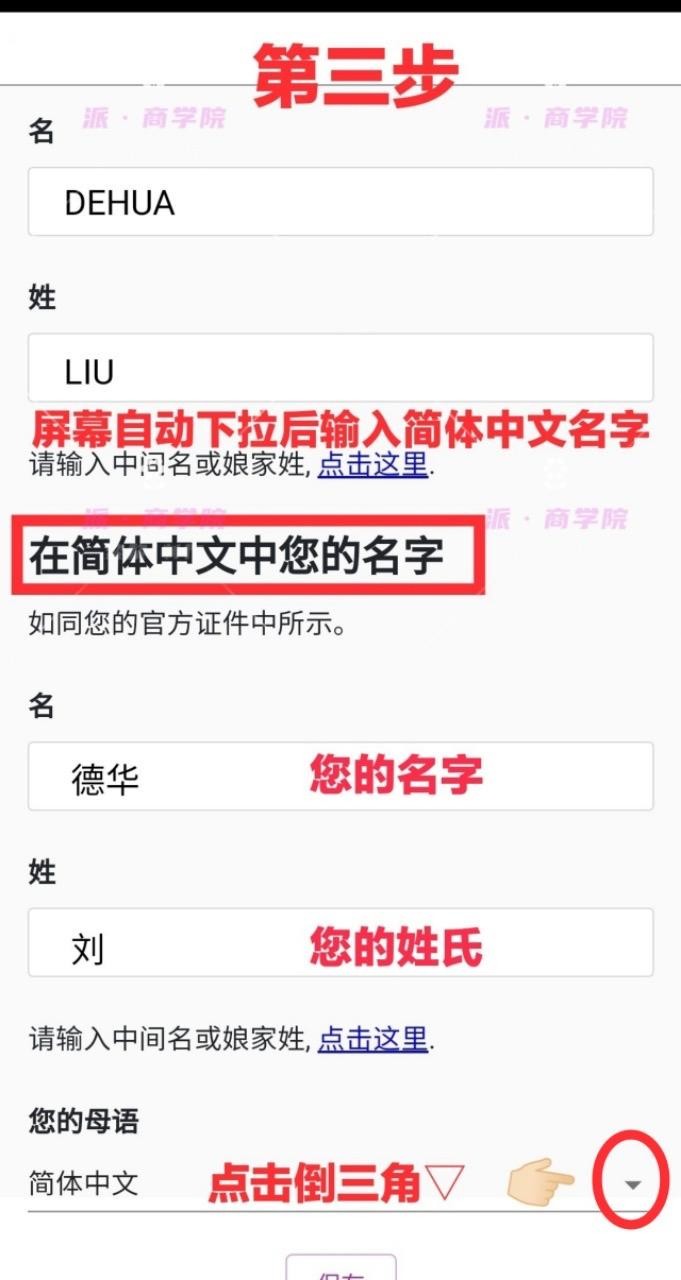 第三步
派·商学院 派·商学院
名
DEHUA
姓
LIU
屏幕自动下拉后输入简体中文名字
请输入中间名或娘家姓, 点击这里.
派·商学院 派·商学院
在简体中文中您的名字
如同您的官方证件中所示。
名
德华 您的名字
姓
刘 您的姓氏
请输入中间名或娘家姓, 点击这里.
您的母语
简体中文 点击倒三角▽